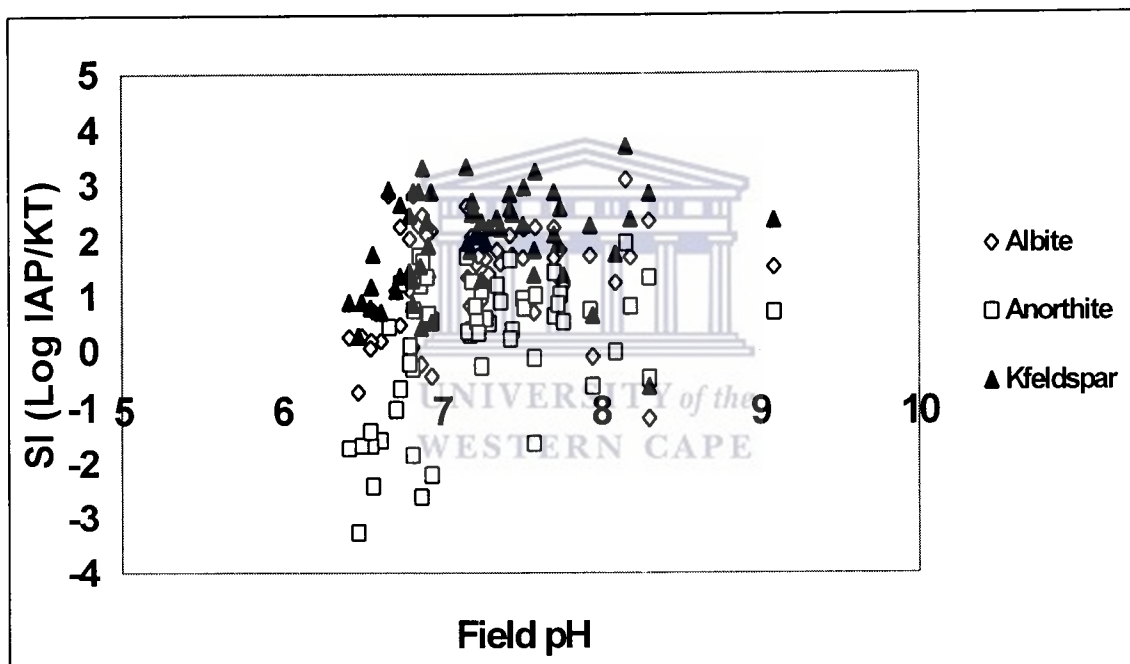 5
4
3
2
1
0
-1
-2
-3
-4
SI (Log IAP/KT)
5 6 7 8 9 10
Field pH
Albite
Anorthite
Kfeldspar
UNIVERSITY of the
WESTERN CAPE